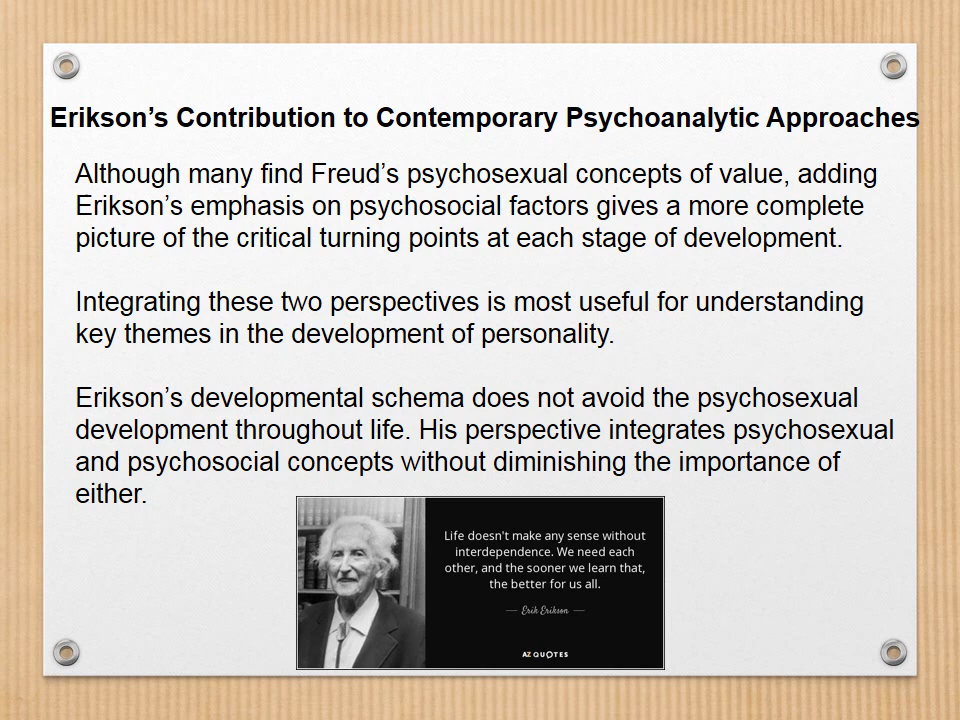 Erikson’s Contribution to Contemporary Psychoanalytic Approaches
Although many find Freud’s psychosexual concepts of value, adding
Erikson’s emphasis on psychosocial factors gives a more complete
picture of the critical turning points at each stage of development.
Integrating these two perspectives is most useful for understanding
key themes in the development of personality.
Erikson’s developmental schema does not avoid the psychosexual
development throughout life. His perspective integrates psychosexual
and psychosocial concepts without diminishing the importance of
either.
Life doesn't make any sense without
interdependence. We need each
other, and the sooner we learn that,
the better for us all.
— Erik Erikson —
AZ QUOTES